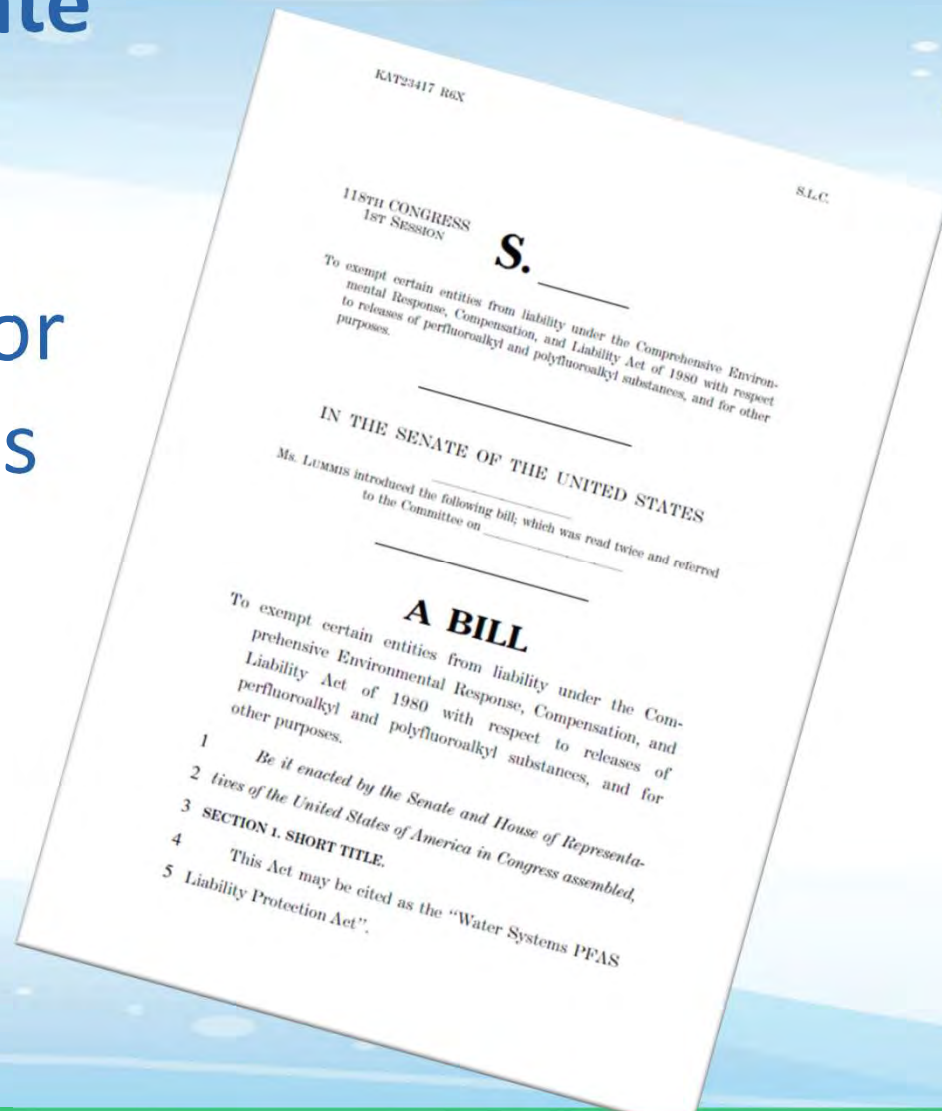 or
s
KAT23417 R6X
S.L.C.
118TH CONGRESS
1ST SESSION
S.
To exempt certain entities from liability under the Comprehensive Environ-
mental Response, Compensation, and Liability Act of 1980 with respect
to releases of perfluoroalkyl and polyfluoroalkyl substances, and for other
purposes.
IN THE SENATE OF THE UNITED STATES
Ms. LUMMIS introduced the following bill; which was read twice and referred
to the Committee on
A BILL
To exempt certain entities from liability under the Com-
prehensive Environmental Response, Compensation, and
Liability Act of 1980 with respect to releases of
perfluoroalkyl and polyfluoroalkyl substances, and for
other purposes.
1 Be it enacted by the Senate and House of Representa-
2 tives of the United States of America in Congress assembled,
3 SECTION 1. SHORT TITLE.
4 This Act may be cited as the “Water Systems PFAS
5 Liability Protection Act”.